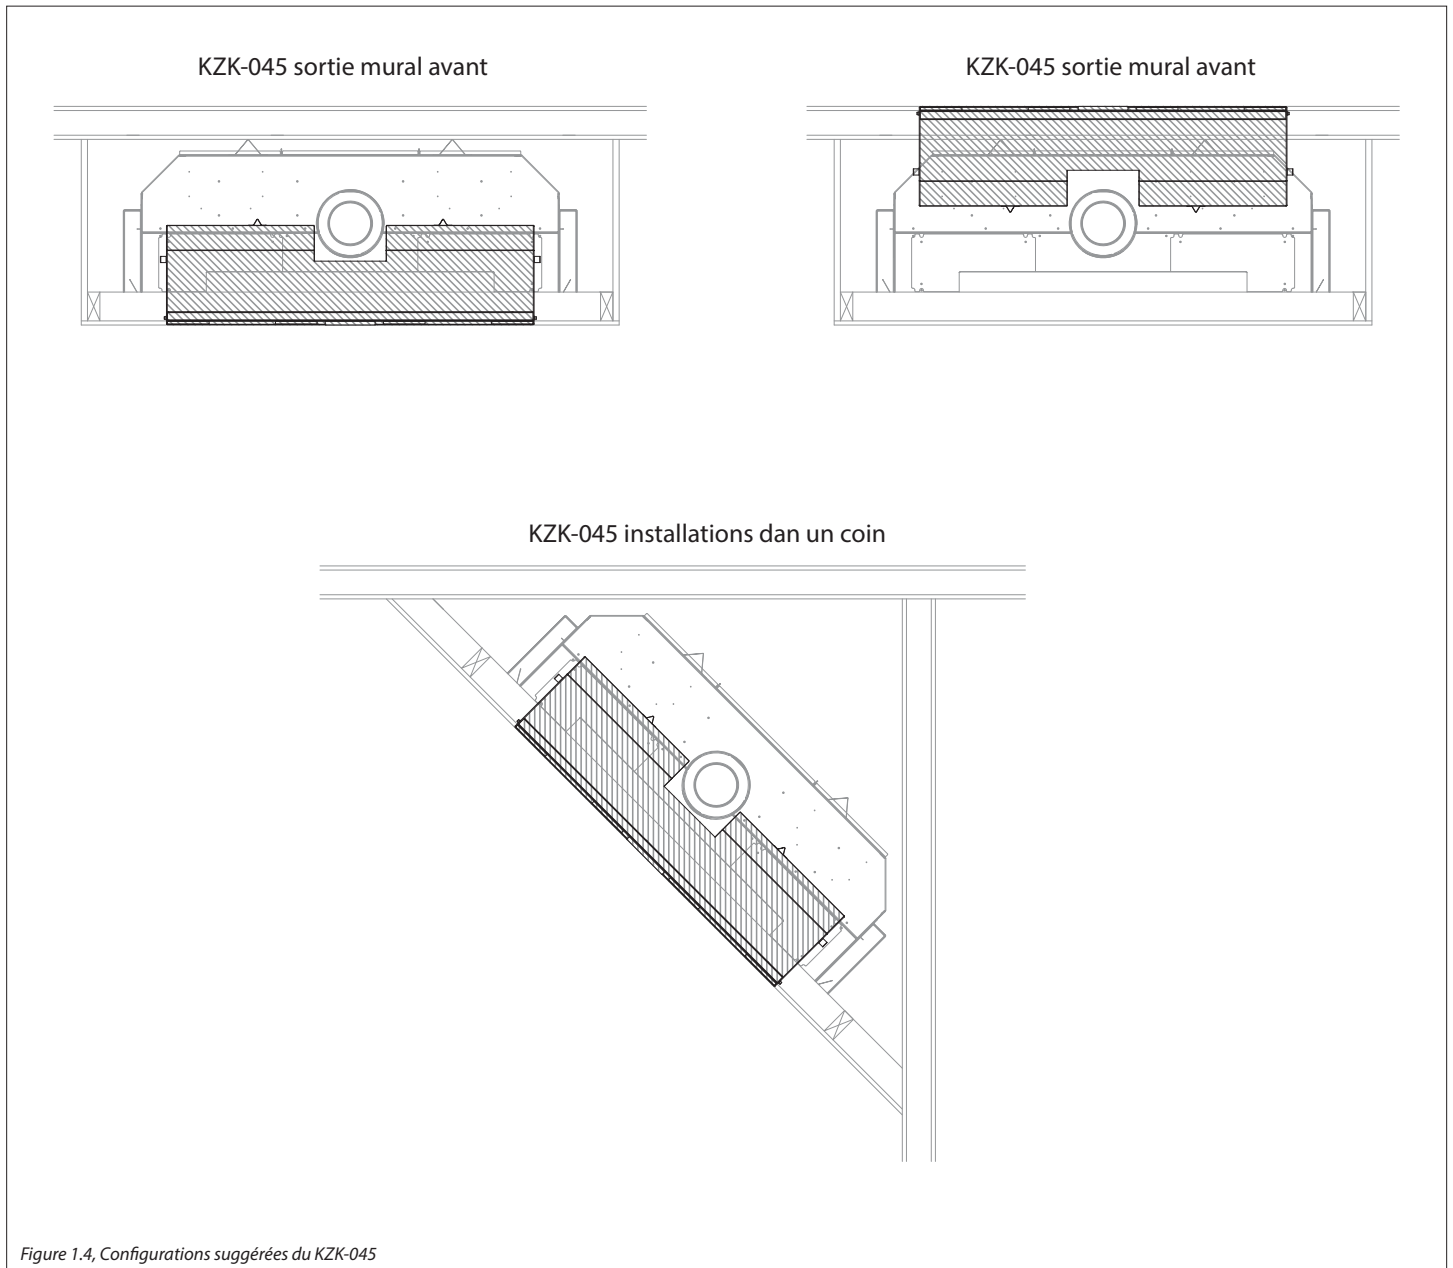 KZK-045 sortie mural avant
KZK-045 sortie mural avant
KZK-045 installations dan un coin
Figure 1.4, Configurations suggérées du KZK-045